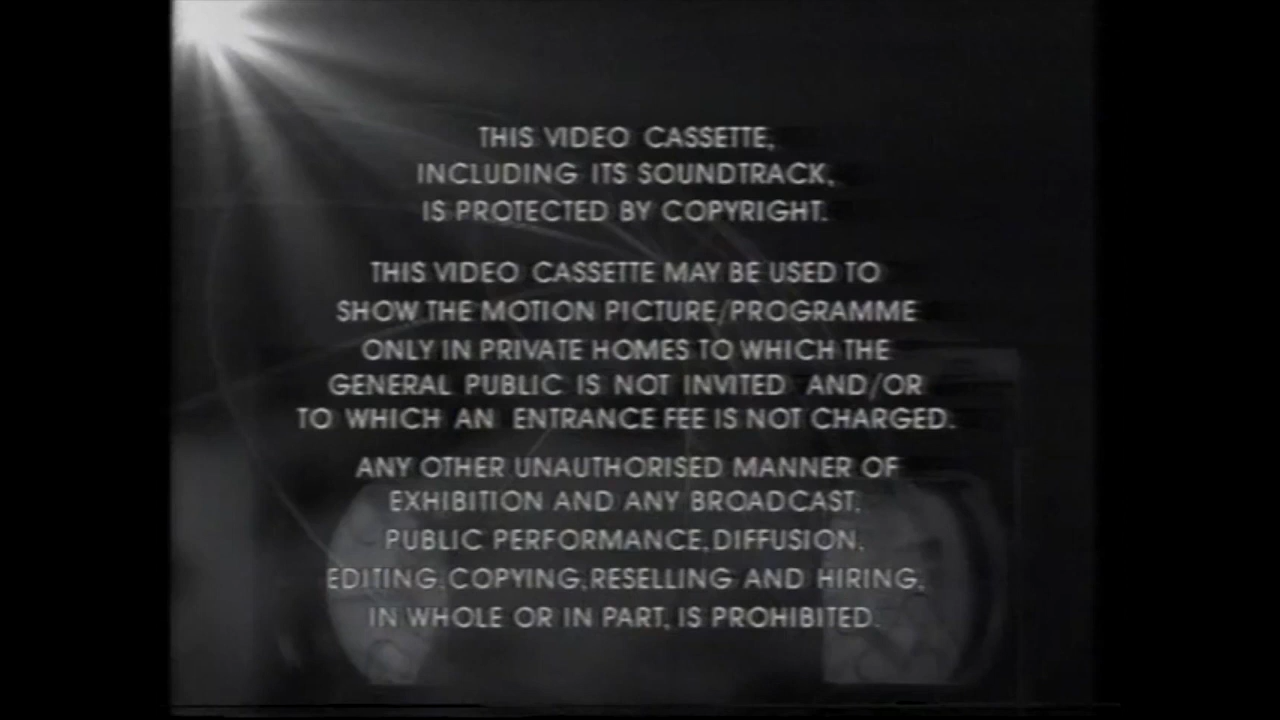 THIS VIDEO CASSETTE,
INCLUDING ITS SOUNDTRACK,
IS PROTECTED BY COPYRIGHT.
THIS VIDEO CASSETTE MAY BE USED TO
SHOW THE MOTION PICTURE/PROGRAMME
ONLY IN PRIVATE HOMES TO WHICH THE
GENERAL PUBLIC IS NOT INVITED AND/OR
TO WHICH AN ENTRANCE FEE IS NOT CHARGED.
ANY OTHER UNAUTHORISED MANNER OF
EXHIBITION AND ANY BROADCAST,
PUBLIC PERFORMANCE, DIFFUSION,
EDITING, COPYING, RESELLING AND HIRING,
IN WHOLE OR IN PART, IS PROHIBITED.